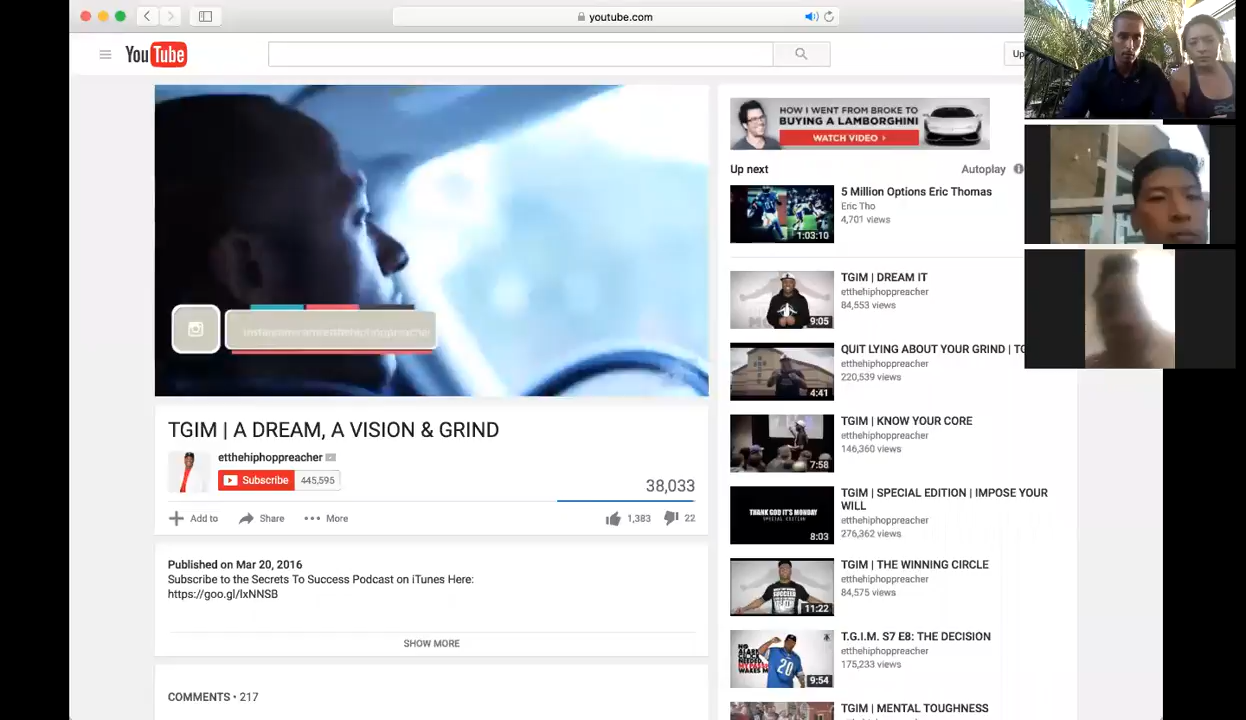 youtube.com
YouTube
Up
HOW I WENT FROM BROKE TO
BUYING A LAMBORGHINI
WATCH VIDEO >
Up next
Autoplay
5 Million Options Eric Thomas
Eric Tho
4,701 views
1:03:10
TGIM | DREAM IT
etthehiphoppreacher
84,553 views
9:05
QUIT LYING ABOUT YOUR GRIND | TG
etthehiphoppreacher
220,539 views
4:41
TGIM | KNOW YOUR CORE
etthehiphoppreacher
146,360 views
7:58
TGIM | SPECIAL EDITION | IMPOSE YOUR
WILL
etthehiphoppreacher
276,362 views
THANK GOD IT'S MONDAY
SPECIAL EDITION
8:03
TGIM | THE WINNING CIRCLE
etthehiphoppreacher
84,575 views
11:22
T.G.I.M. S7 E8: THE DECISION
etthehiphoppreacher
175,233 views
20
9:54
TGIM | MENTAL TOUGHNESS
TGIM | A DREAM, A VISION & GRIND
etthehiphoppreacher
Subscribe 445,595
38,033
Add to Share More
1,383 22
Published on Mar 20, 2016
Subscribe to the Secrets To Success Podcast on iTunes Here:
https://goo.gl/IxNNSB
SHOW MORE
COMMENTS • 217